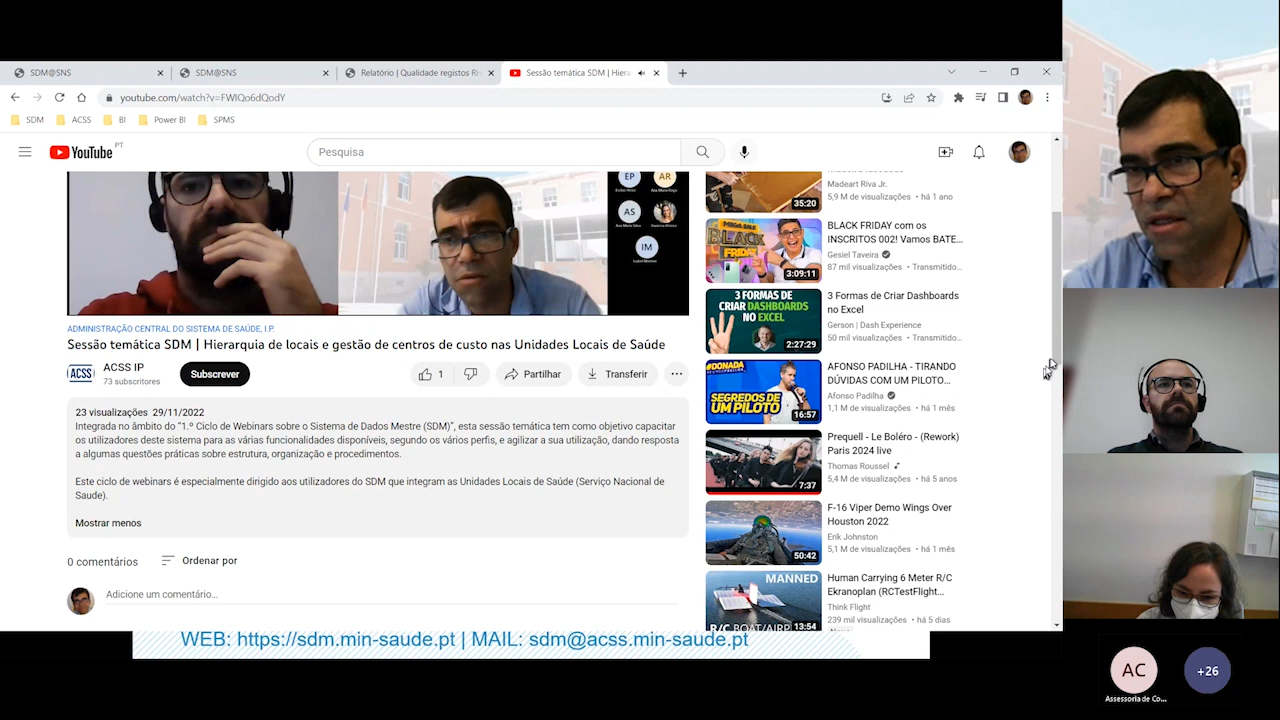 SDM@SNS
SDM@SNS
Relatório | Qualidade registos RH
Sessão temática SDM | Hiera
youtube.com/watch?v=FWIQo6dQodY
SDM
ACSS
BI
Power BI
SPMS
YouTube PT
Pesquisa
EP
AR
AS
IM
ADMINISTRAÇÃO CENTRAL DO SISTEMA DE SAÚDE, I.P.
Sessão temática SDM | Hierarquia de locais e gestão de centros de custo nas Unidades Locais de Saúde
ACSS
ACSS IP
73 subscritores
Subscrever
1
Partilhar
Transferir
23 visualizações 29/11/2022
Integrada no âmbito do "1.º Ciclo de Webinars sobre o Sistema de Dados Mestre (SDM)", esta sessão temática tem como objetivo capacitar
os utilizadores deste sistema para as várias funcionalidades disponíveis, segundo os vários perfis, e agilizar a sua utilização, dando resposta
a algumas questões práticas sobre estrutura, organização e procedimentos.
Este ciclo de webinars é especialmente dirigido aos utilizadores do SDM que integram as Unidades Locais de Saúde (Serviço Nacional de
Saúde).
Mostrar menos
0 comentários
Ordenar por
Adicione um comentário...
35:20
Madeart Riva Jr.
5,9 M de visualizações • há 1 ano
MEGA SALE
BLACK
FRIDAY
3:09:11
BLACK FRIDAY com os
INSCRITOS 002! Vamos BATE...
Gesiel Taveira
87 mil visualizações • Transmitido...
3 FORMAS DE
CRIAR DASHBOARDS
NO EXCEL
2:27:29
3 Formas de Criar Dashboards
no Excel
Gerson | Dash Experience
50 mil visualizações • Transmitido...
#DONADA
SEGREDOS DE
UM PILOTO
16:57
AFONSO PADILHA - TIRANDO
DÚVIDAS COM UM PILOTO...
Afonso Padilha
1,1 M de visualizações • há 1 mês
7:37
Prequell - Le Boléro - (Rework)
Paris 2024 live
Thomas Roussel
5,4 M de visualizações • há 5 anos
50:42
F-16 Viper Demo Wings Over
Houston 2022
Erik Johnston
5,1 M de visualizações • há 1 mês
MANNED
R/C BOAT/AIRP
13:54
Human Carrying 6 Meter R/C
Ekranoplan (RCTestFlight...
Think Flight
239 mil visualizações • há 5 dias
WEB: https://sdm.min-saude.pt | MAIL: sdm@acss.min-saude.pt
AC
Assessoria de Co...
+26